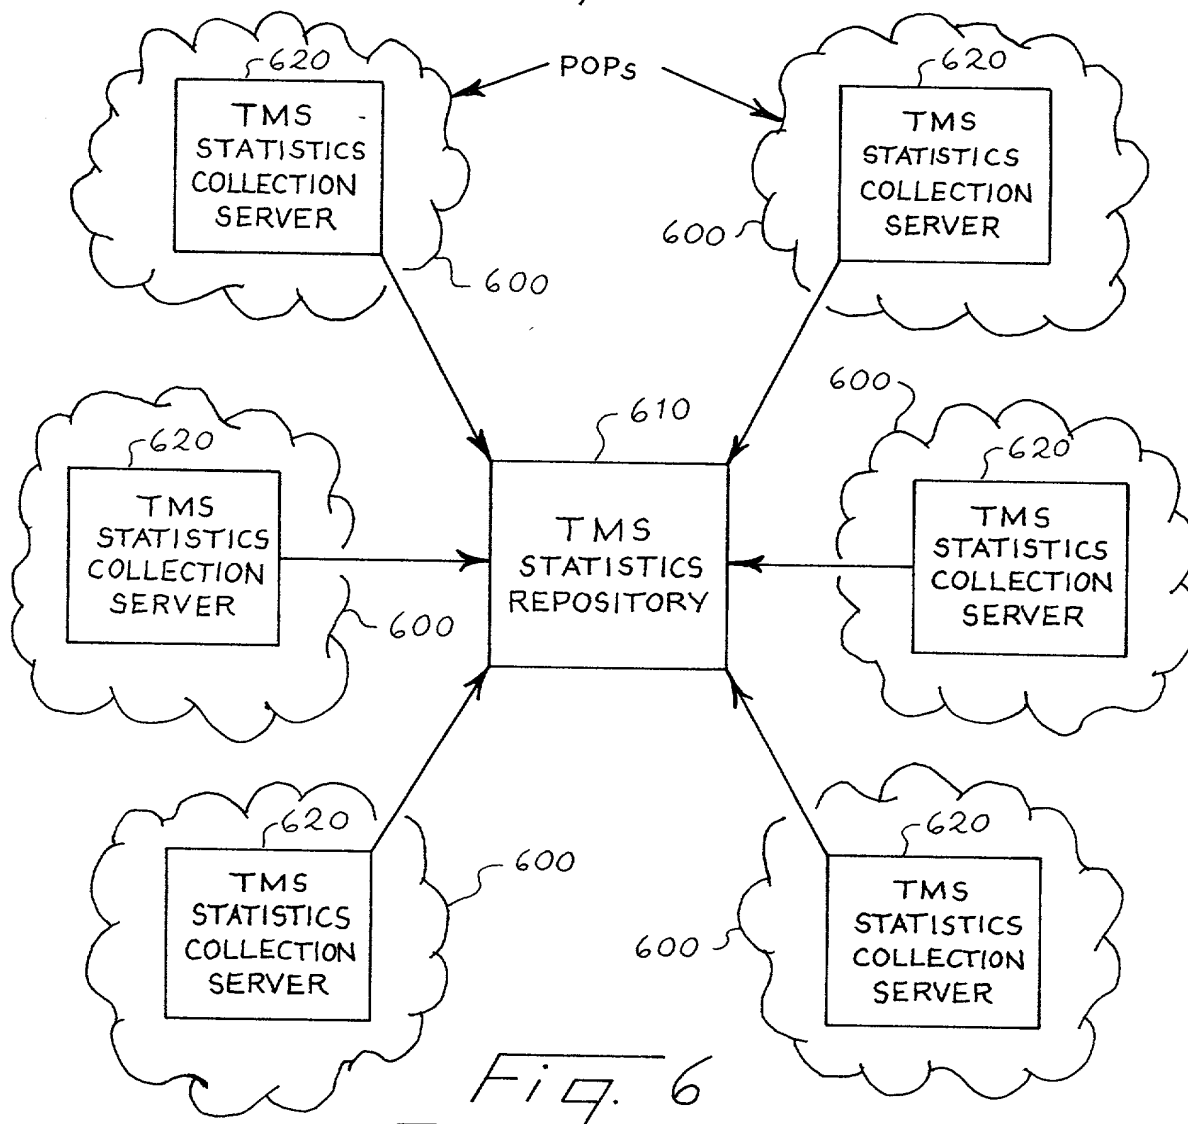 POPs
620
TMS
STATISTICS
COLLECTION
SERVER
600
620
TMS
STATISTICS
COLLECTION
SERVER
600
620
TMS
STATISTICS
COLLECTION
SERVER
600
610
TMS
STATISTICS
REPOSITORY
600
620
TMS
STATISTICS
COLLECTION
SERVER
620
TMS
STATISTICS
COLLECTION
SERVER
600
620
TMS
STATISTICS
COLLECTION
SERVER
600
Fig. 6